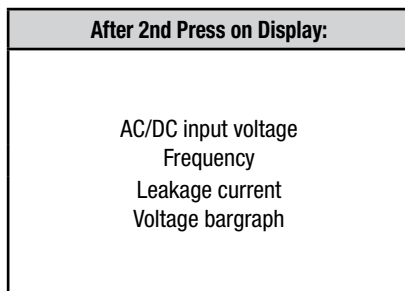 After 2nd Press on Display:
AC/DC input voltage
Frequency
Leakage current
Voltage bargraph